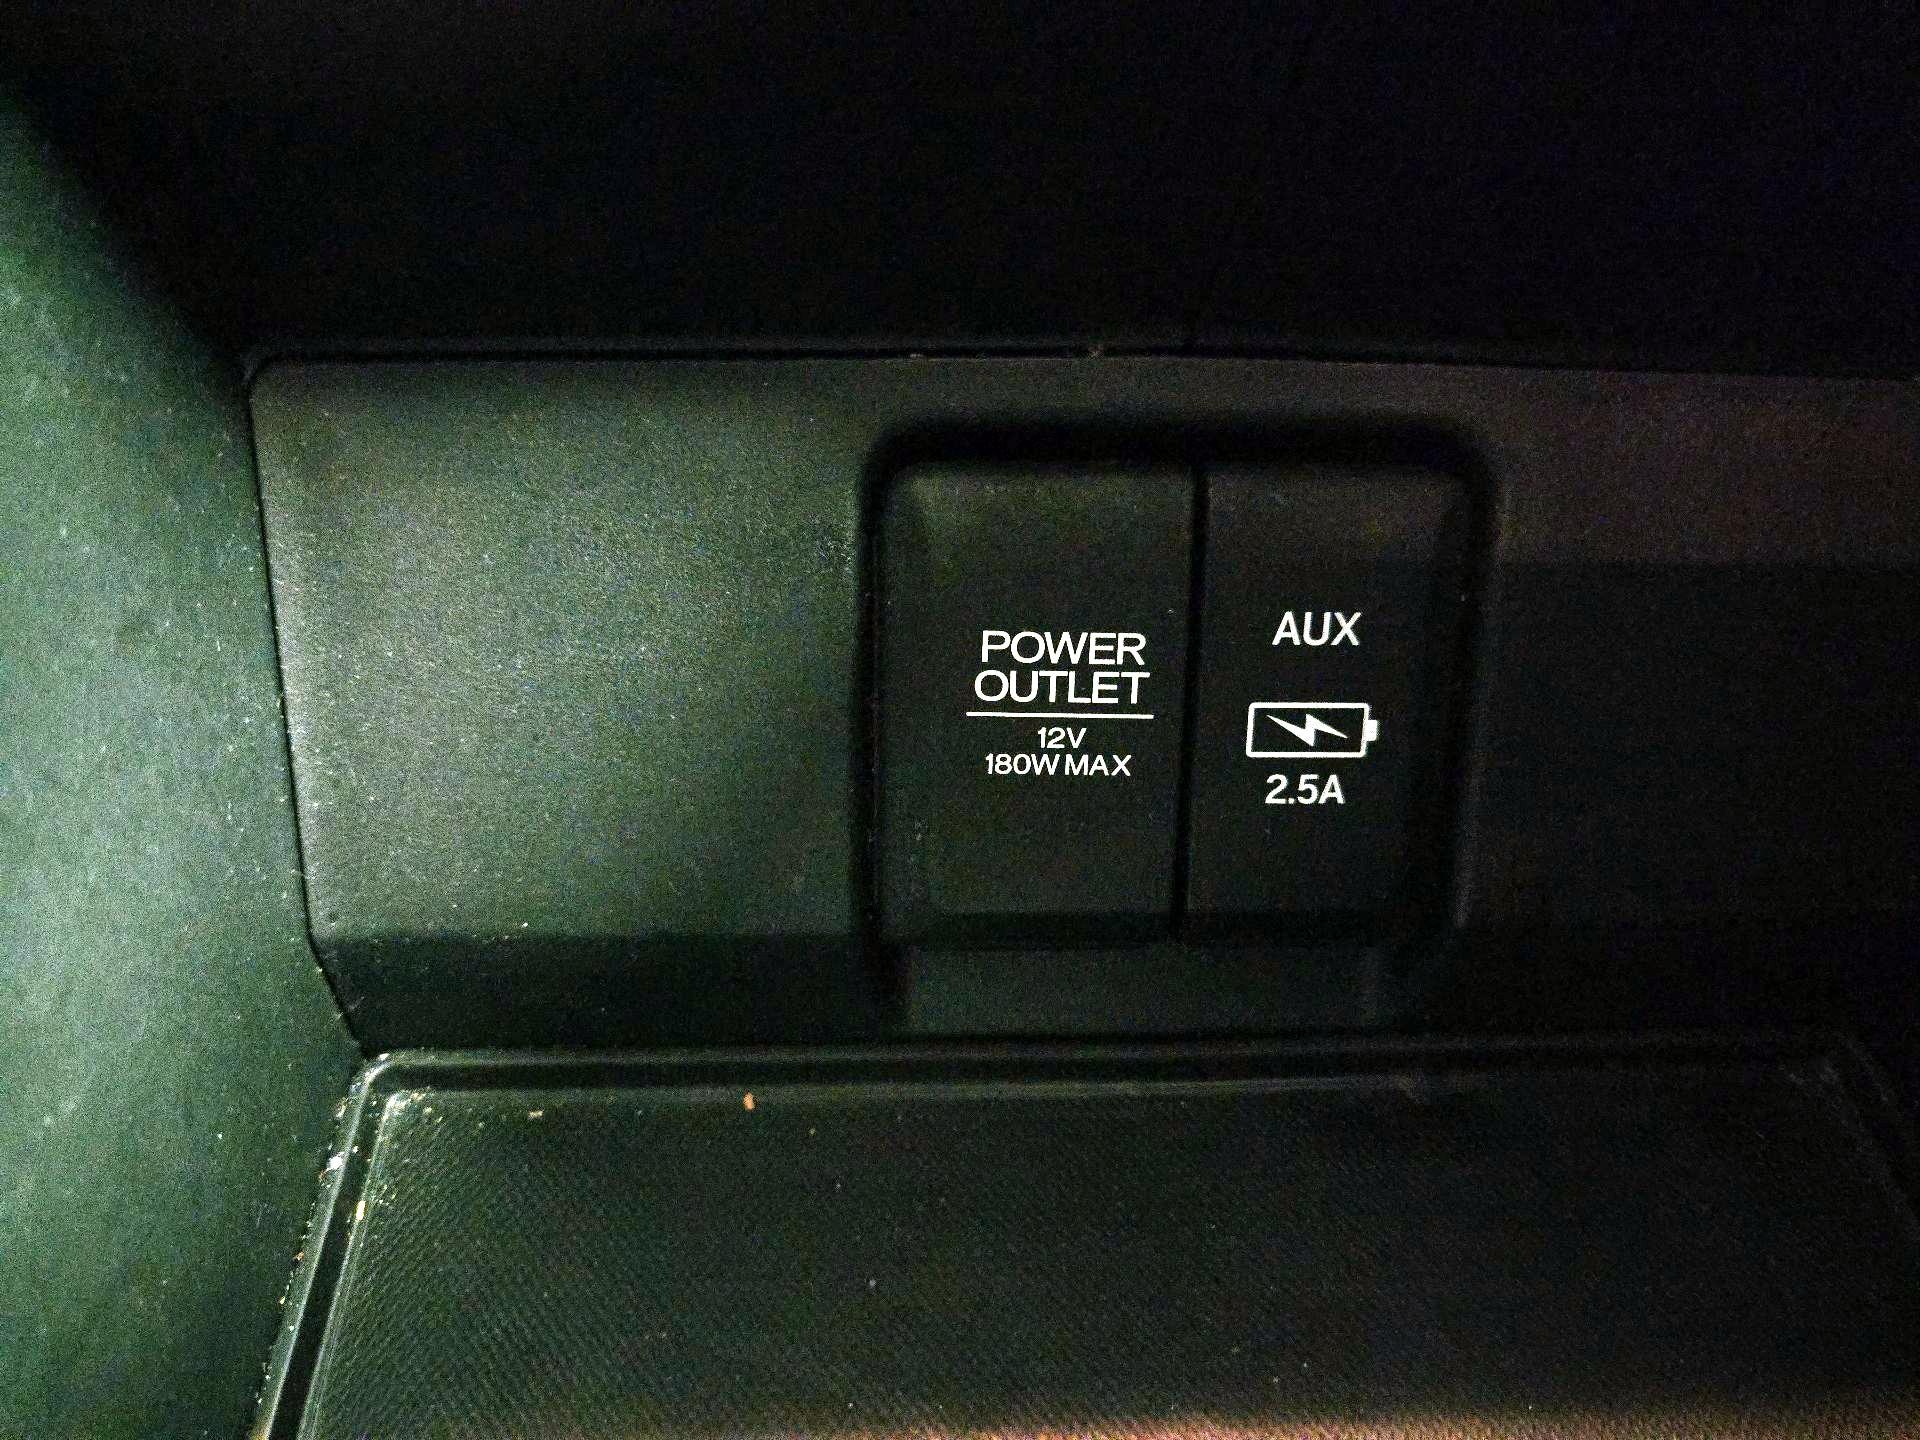 POWER
OUTLET
12V
180W MAX
AUX
2.5A